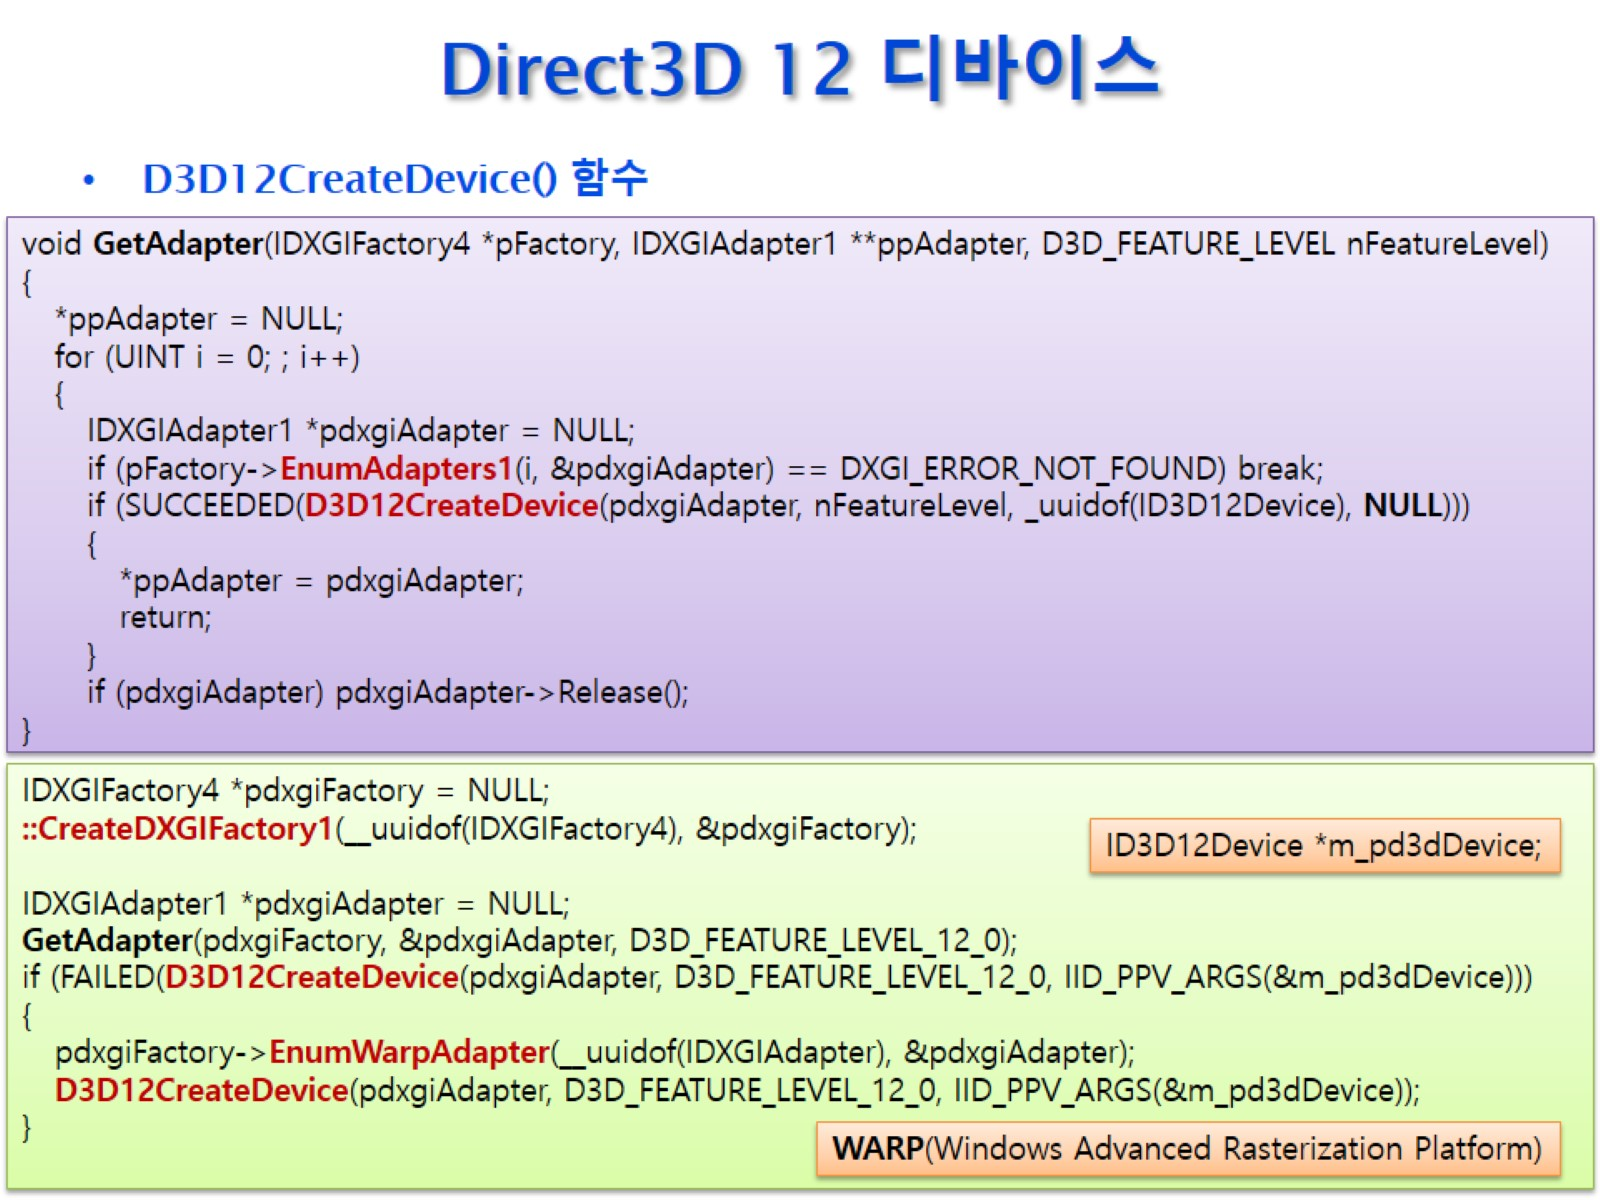 Direct3D 12 디바이스
• D3D12CreateDevice() 함수
void GetAdapter(IDXGIFactory4 *pFactory, IDXGIAdapter1 **ppAdapter, D3D_FEATURE_LEVEL nFeatureLevel)
{
*ppAdapter = NULL;
for (UINT i = 0; ; i++)
{
IDXGIAdapter1 *pdxgiAdapter = NULL;
if (pFactory->EnumAdapters1(i, &pdxgiAdapter) == DXGI_ERROR_NOT_FOUND) break;
if (SUCCEEDED(D3D12CreateDevice(pdxgiAdapter, nFeatureLevel, _uuidof(ID3D12Device), NULL)))
{
*ppAdapter = pdxgiAdapter;
return;
}
if (pdxgiAdapter) pdxgiAdapter->Release();
}
IDXGIFactory4 *pdxgiFactory = NULL;
::CreateDXGIFactory1(__uuidof(IDXGIFactory4), &pdxgiFactory);
ID3D12Device *m_pd3dDevice;
IDXGIAdapter1 *pdxgiAdapter = NULL;
GetAdapter(pdxgiFactory, &pdxgiAdapter, D3D_FEATURE_LEVEL_12_0);
if (FAILED(D3D12CreateDevice(pdxgiAdapter, D3D_FEATURE_LEVEL_12_0, IID_PPV_ARGS(&m_pd3dDevice)))
{
pdxgiFactory->EnumWarpAdapter(__uuidof(IDXGIAdapter), &pdxgiAdapter);
D3D12CreateDevice(pdxgiAdapter, D3D_FEATURE_LEVEL_12_0, IID_PPV_ARGS(&m_pd3dDevice));
}
WARP(Windows Advanced Rasterization Platform)